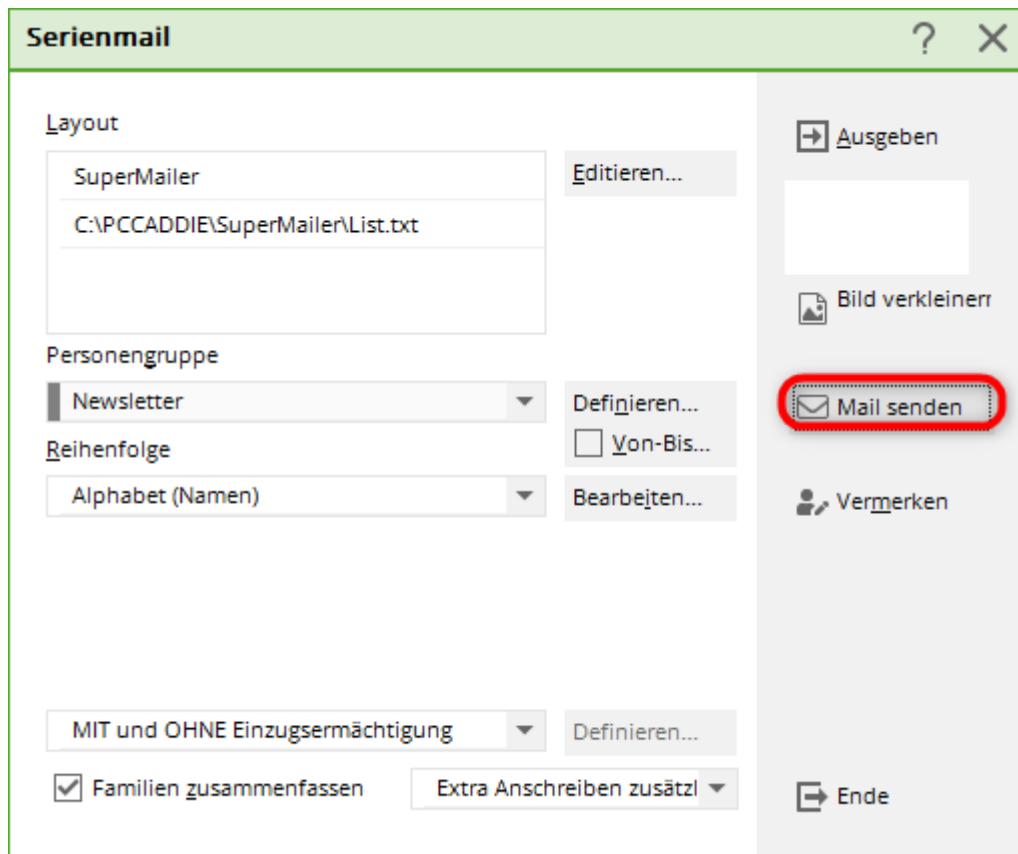 Serienmail
Layout
SuperMailer
C:\PCCADDIE\SuperMailer\List.txt
Editieren...
Personengruppe
Newsletter
Definieren...
Von-Bis...
Reihenfolge
Alphabet (Namen)
Bearbeiten...
MIT und OHNE Einzugsermächtigung
Definieren...
Familien zusammenfassen
Extra Anschreiben zusätzl
Ausgeben
Bild verkleinerr
Mail senden
Vermerken
Ende